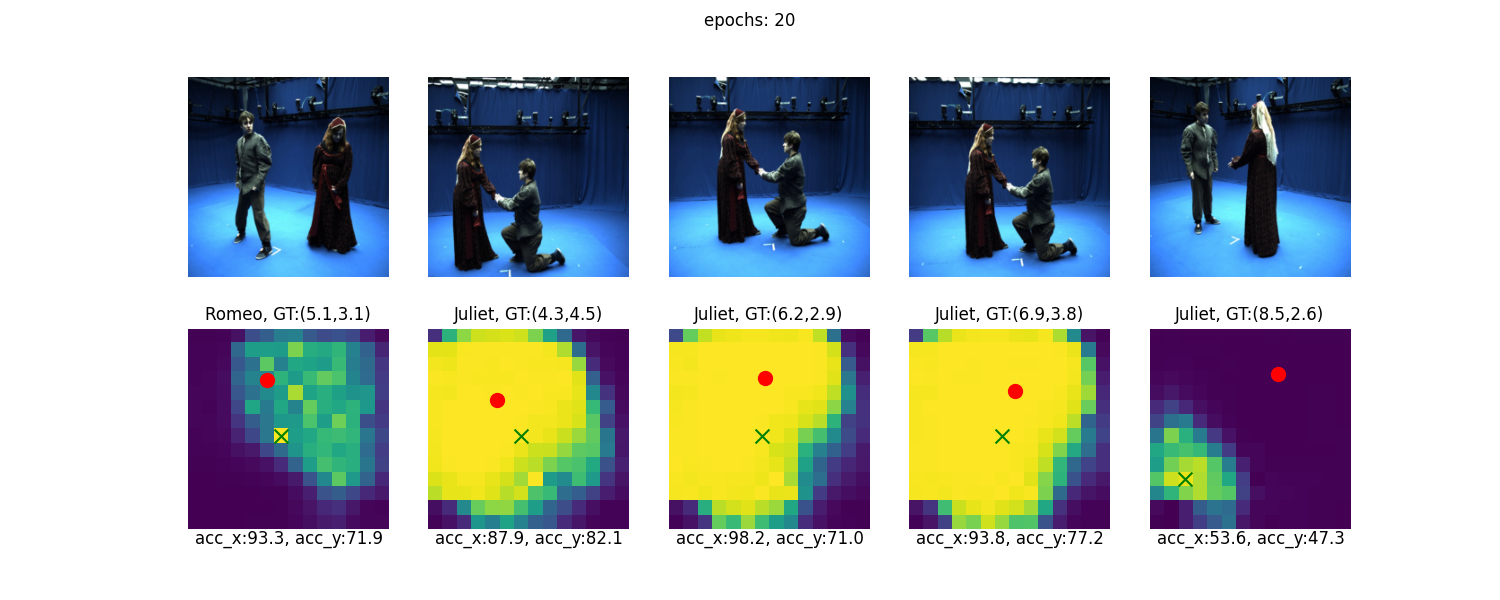 epochs: 20
Romeo, GT:(5.1,3.1)
Juliet, GT:(4.3,4.5)
Juliet, GT:(6.2,2.9)
Juliet, GT:(6.9,3.8)
Juliet, GT:(8.5,2.6)
acc_x:93.3, acc_y:71.9
acc_x:87.9, acc_y:82.1
acc_x:98.2, acc_y:71.0
acc_x:93.8, acc_y:77.2
acc_x:53.6, acc_y:47.3